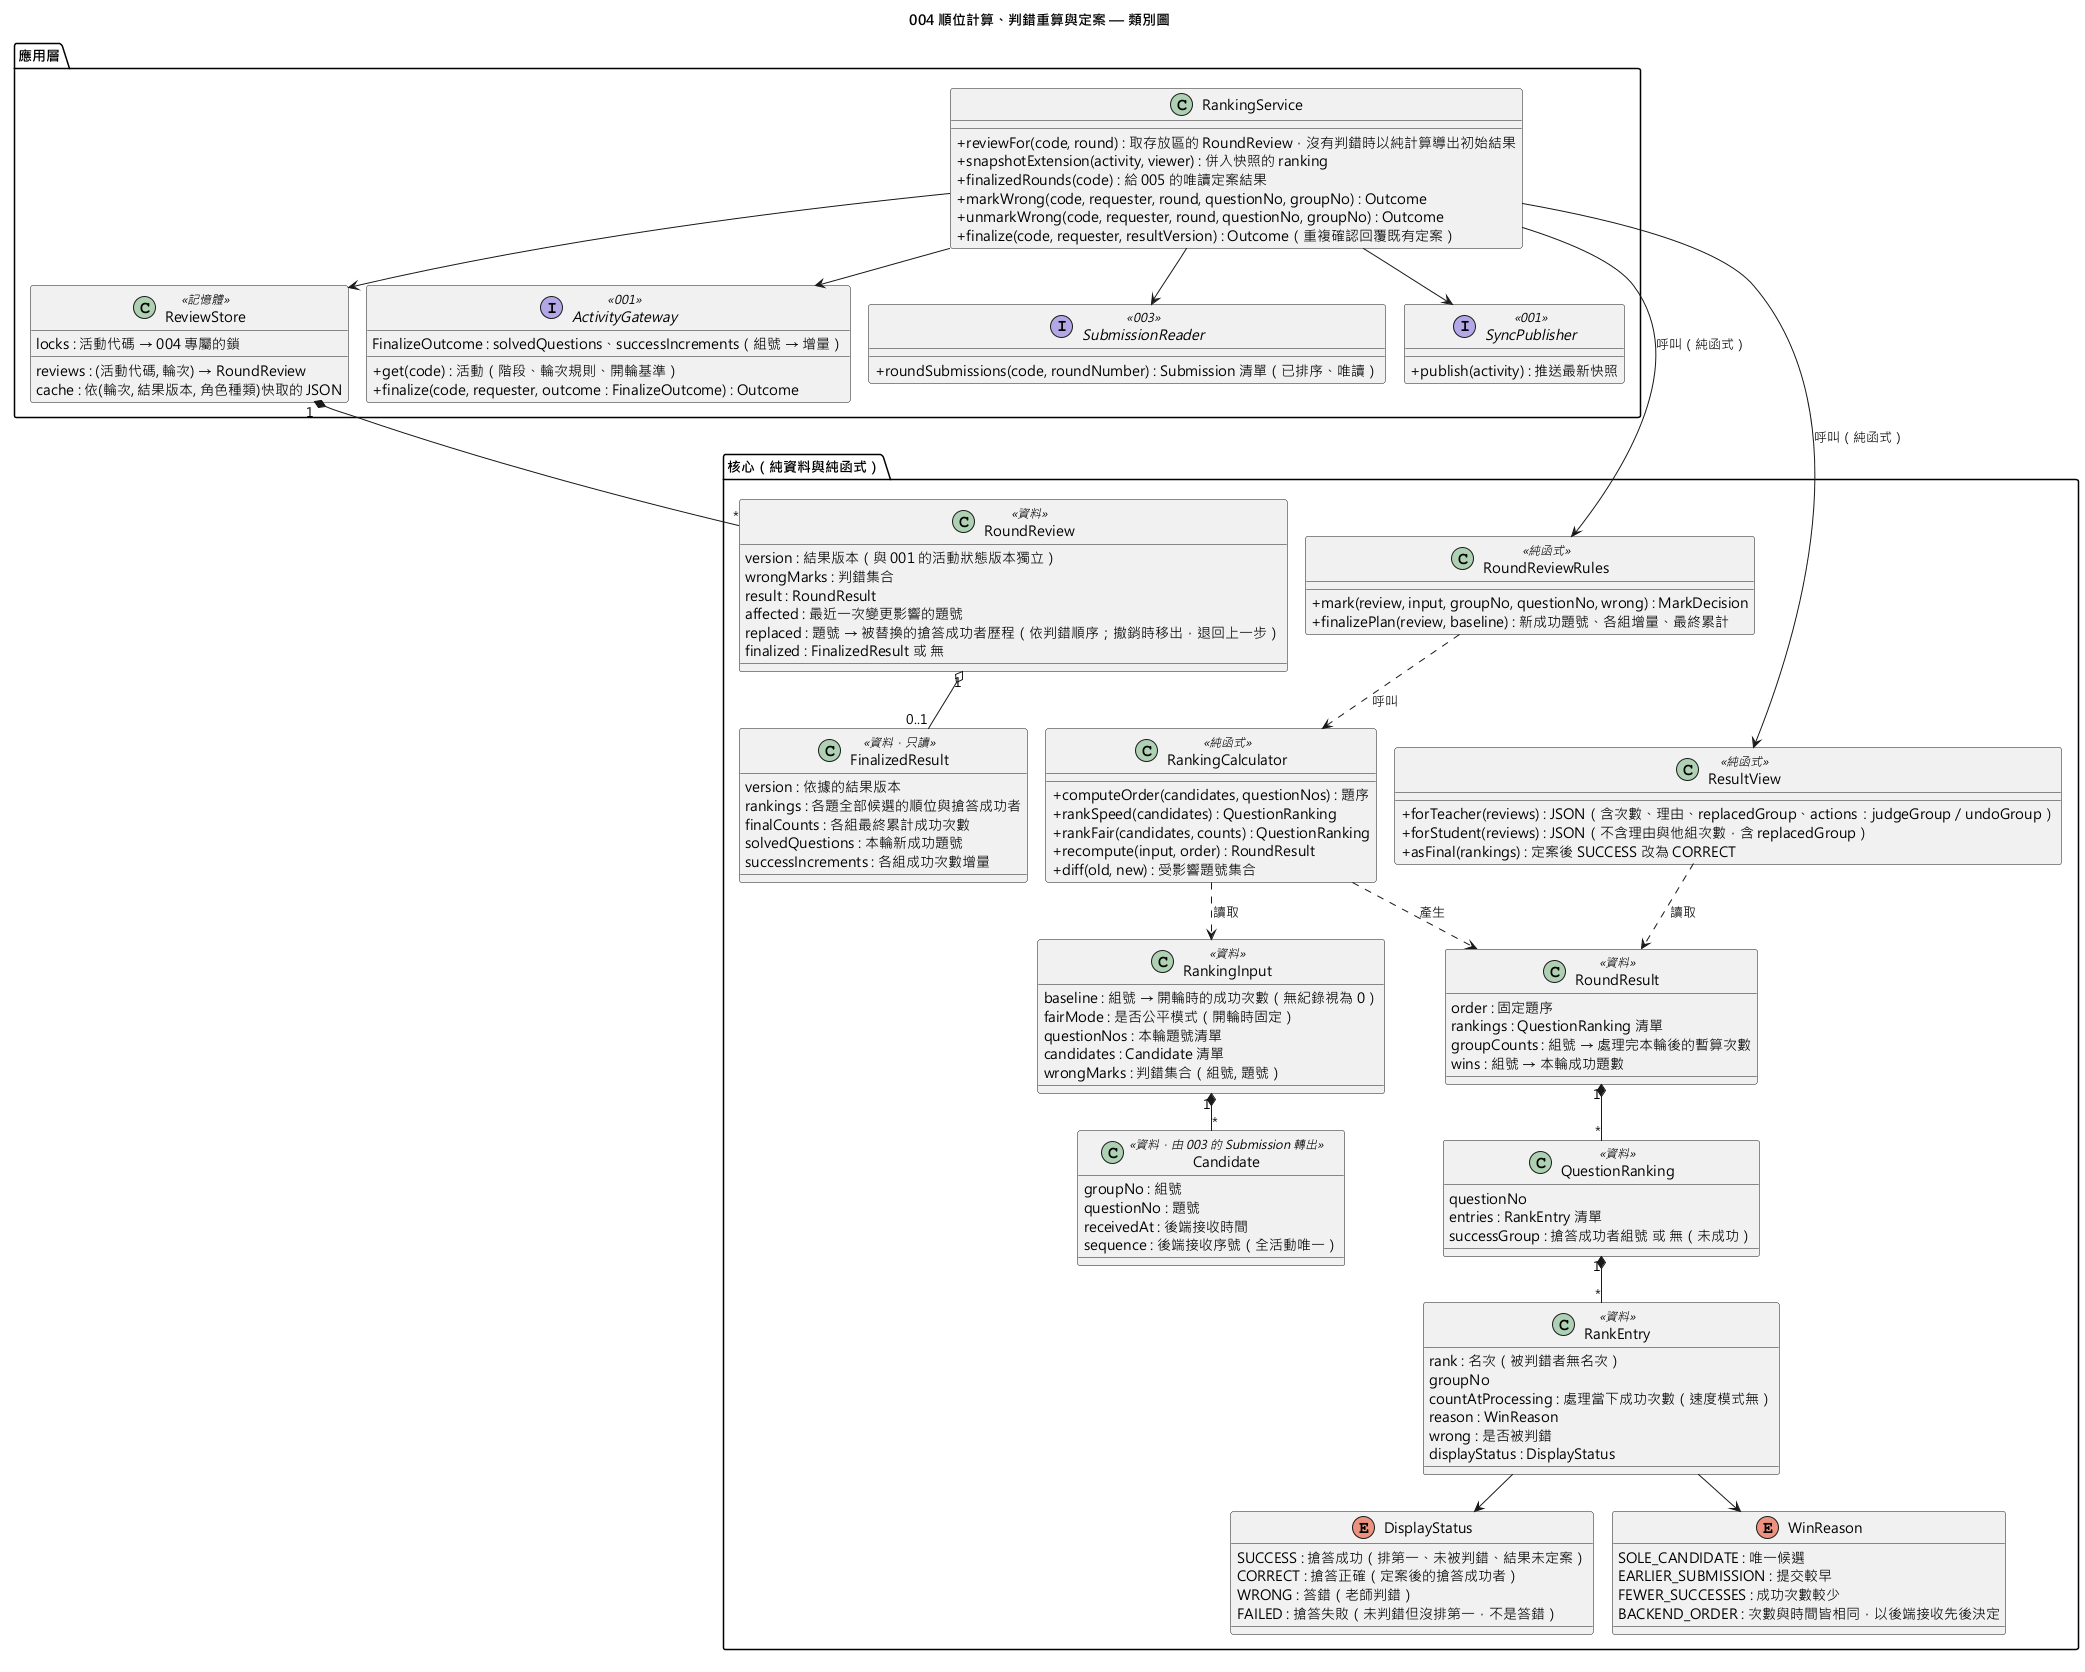 004 順位計算、判錯重算與定案 — 類別圖
應用層
C RankingService
+reviewFor(code, round) : 取存放區的 RoundReview，沒有判錯時以純計算導出初始結果
+snapshotExtension(activity, viewer) : 併入快照的 ranking
+finalizedRounds(code) : 給 005 的唯讀定案結果
+markWrong(code, requester, round, questionNo, groupNo) : Outcome
+unmarkWrong(code, requester, round, questionNo, groupNo) : Outcome
+finalize(code, requester, resultVersion) : Outcome（重複確認回覆既有定案）
«記憶體»
C ReviewStore
locks : 活動代碼 → 004 專屬的鎖
reviews : (活動代碼, 輪次) → RoundReview
cache : 依(輪次, 結果版本, 角色種類)快取的 JSON
«001»
I ActivityGateway
FinalizeOutcome : solvedQuestions、successIncrements（組號 → 增量）
+get(code) : 活動（階段、輪次規則、開輪基準）
+finalize(code, requester, outcome : FinalizeOutcome) : Outcome
«003»
I SubmissionReader
+roundSubmissions(code, roundNumber) : Submission 清單（已排序、唯讀）
«001»
I SyncPublisher
+publish(activity) : 推送最新快照
呼叫（純函式）
呼叫（純函式）
1
*
核心（純資料與純函式）
«資料»
C RoundReview
version : 結果版本（與 001 的活動狀態版本獨立）
wrongMarks : 判錯集合
result : RoundResult
affected : 最近一次變更影響的題號
replaced : 題號 → 被替換的搶答成功者歷程（依判錯順序；撤銷時移出，退回上一步）
finalized : FinalizedResult 或 無
«純函式»
C RoundReviewRules
+mark(review, input, groupNo, questionNo, wrong) : MarkDecision
+finalizePlan(review, baseline) : 新成功題號、各組增量、最終累計
1
0..1
呼叫
«資料，只讀»
C FinalizedResult
version : 依據的結果版本
rankings : 各題全部候選的順位與搶答成功者
finalCounts : 各組最終累計成功次數
solvedQuestions : 本輪新成功題號
successIncrements : 各組成功次數增量
«純函式»
C RankingCalculator
+computeOrder(candidates, questionNos) : 題序
+rankSpeed(candidates) : QuestionRanking
+rankFair(candidates, counts) : QuestionRanking
+recompute(input, order) : RoundResult
+diff(old, new) : 受影響題號集合
«純函式»
C ResultView
+forTeacher(reviews) : JSON（含次數、理由、replacedGroup、actions：judgeGroup / undoGroup）
+forStudent(reviews) : JSON（不含理由與他組次數，含 replacedGroup）
+asFinal(rankings) : 定案後 SUCCESS 改為 CORRECT
讀取
產生
讀取
«資料»
C RankingInput
baseline : 組號 → 開輪時的成功次數（無紀錄視為 0）
fairMode : 是否公平模式（開輪時固定）
questionNos : 本輪題號清單
candidates : Candidate 清單
wrongMarks : 判錯集合（組號, 題號）
«資料»
C RoundResult
order : 固定題序
rankings : QuestionRanking 清單
groupCounts : 組號 → 處理完本輪後的暫算次數
wins : 組號 → 本輪成功題數
1
*
1
*
«資料，由 003 的 Submission 轉出»
C Candidate
groupNo : 組號
questionNo : 題號
receivedAt : 後端接收時間
sequence : 後端接收序號（全活動唯一）
«資料»
C QuestionRanking
questionNo
entries : RankEntry 清單
successGroup : 搶答成功者組號 或 無（未成功）
1
*
«資料»
C RankEntry
rank : 名次（被判錯者無名次）
groupNo
countAtProcessing : 處理當下成功次數（速度模式無）
reason : WinReason
wrong : 是否被判錯
displayStatus : DisplayStatus
E DisplayStatus
SUCCESS : 搶答成功（排第一、未被判錯、結果未定案）
CORRECT : 搶答正確（定案後的搶答成功者）
WRONG : 答錯（老師判錯）
FAILED : 搶答失敗（未判錯但沒排第一，不是答錯）
E WinReason
SOLE_CANDIDATE : 唯一候選
EARLIER_SUBMISSION : 提交較早
FEWER_SUCCESSES : 成功次數較少
BACKEND_ORDER : 次數與時間皆相同，以後端接收先後決定